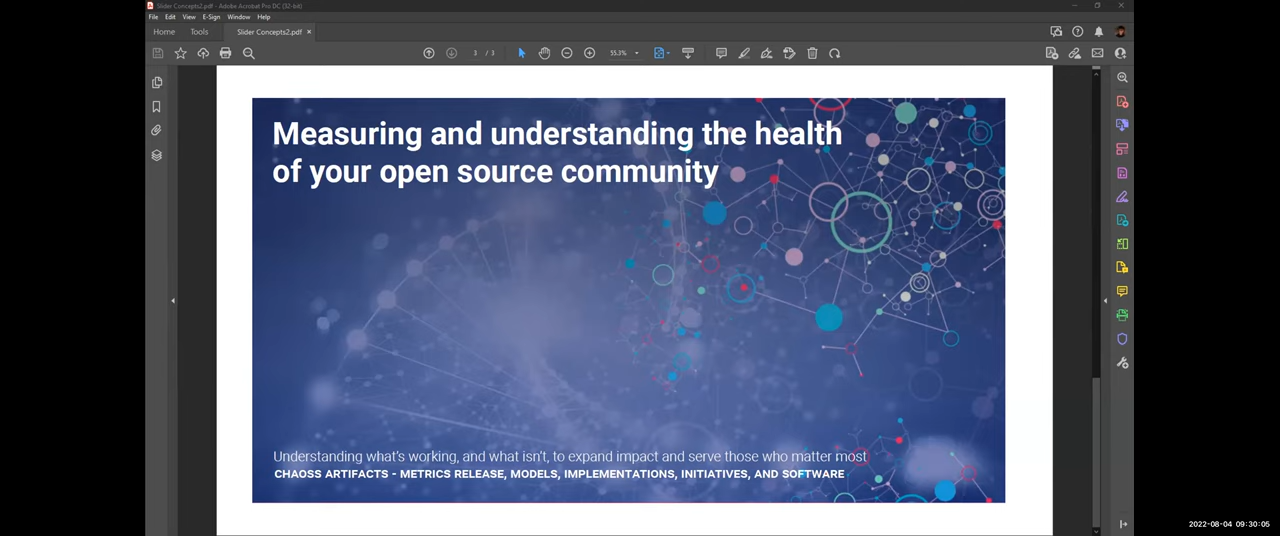 Slider Concepts2.pdf - Adobe Acrobat Pro DC (32-bit)
File Edit View E-Sign Window Help
Home Tools Slider Concepts2.pdf ×
3 / 3 55.3%
Measuring and understanding the health
of your open source community
Understanding what's working, and what isn't, to expand impact and serve those who matter most
CHAOSS ARTIFACTS - METRICS RELEASE, MODELS, IMPLEMENTATIONS, INITIATIVES, AND SOFTWARE
2022-08-04 09:30:05